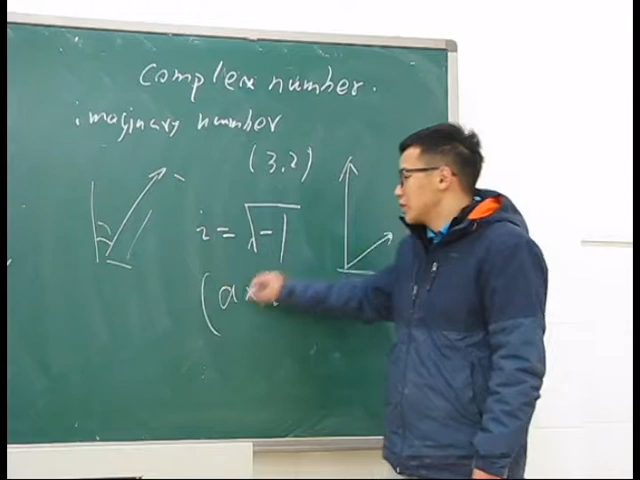 Complex number.
imaginary number
(3,2)
i = √-1
(a